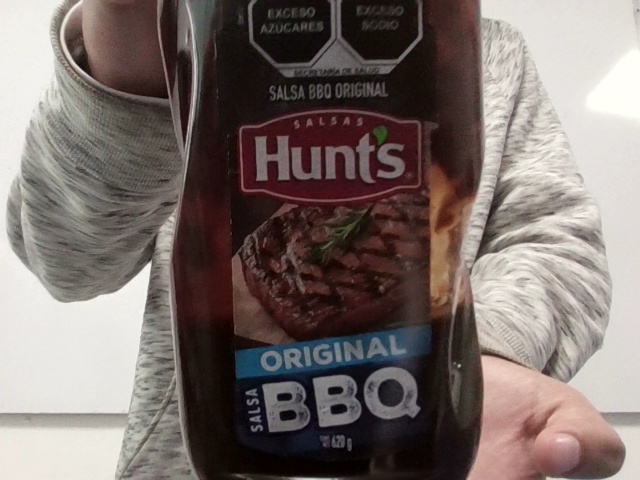 EXCESO
AZÚCARES
EXCESO
SODIO
SECRETARÍA DE SALUD
SALSA BBQ ORIGINAL
SALSAS
Hunt's
ORIGINAL
SALSA
BBQ
620 g